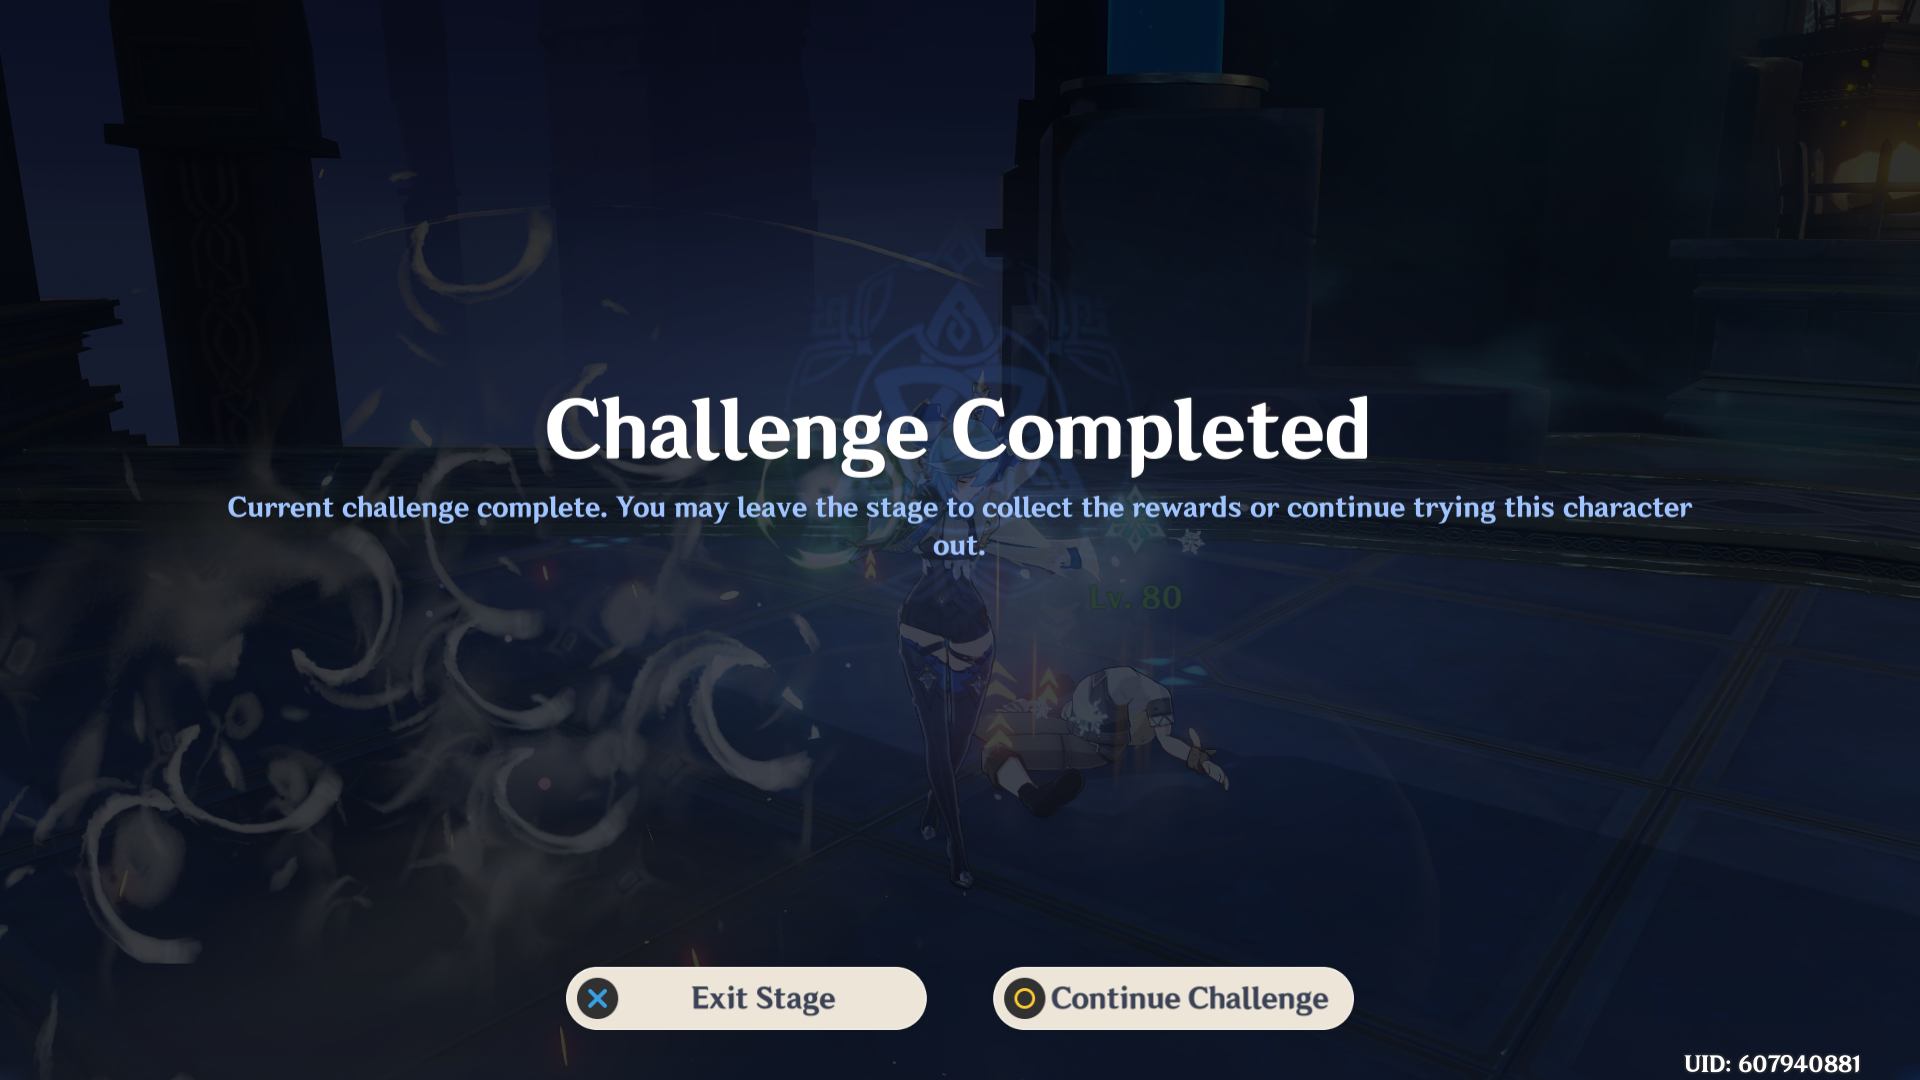 Challenge Completed
Current challenge complete. You may leave the stage to collect the rewards or continue trying this character
out.
Lv. 80
Exit Stage
Continue Challenge
UID: 607940881